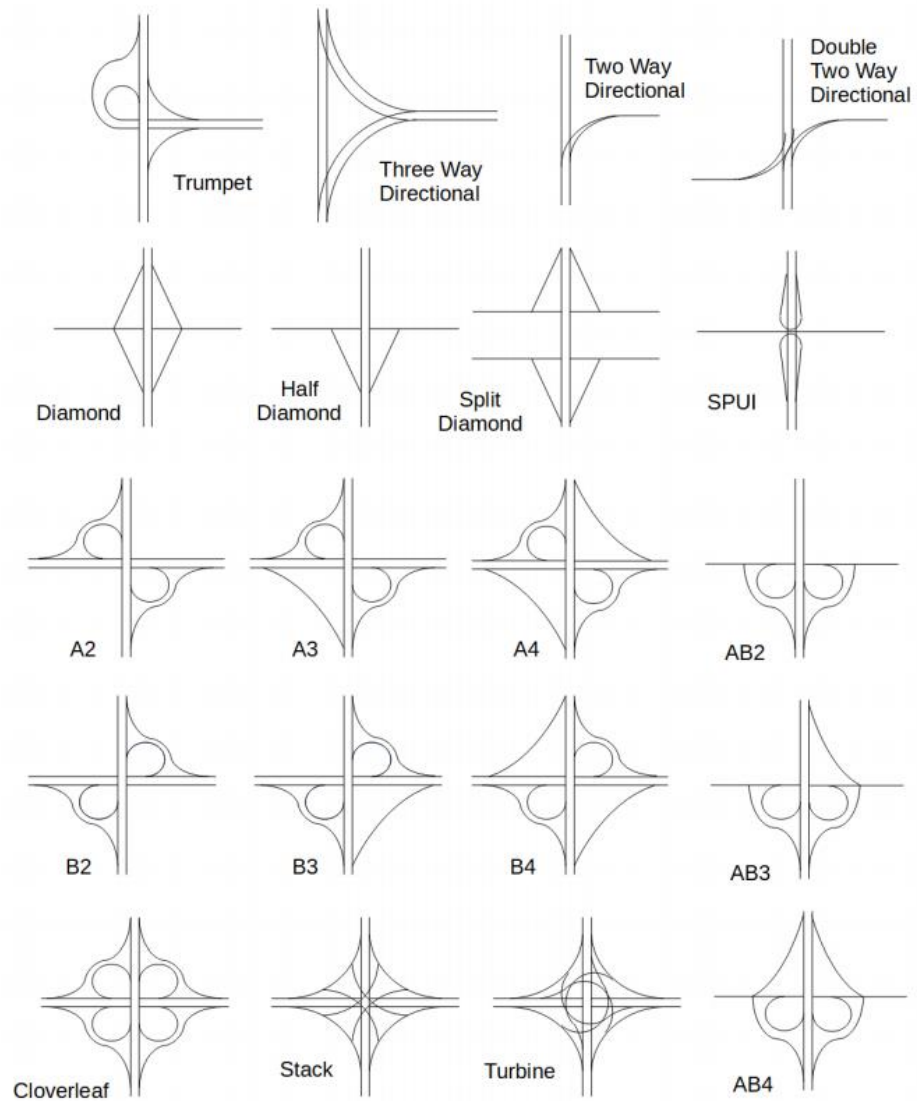 Trumpet
Three Way
Directional
Two Way
Directional
Double
Two Way
Directional
Diamond
Half
Diamond
Split
Diamond
SPUI
A2
A3
A4
AB2
B2
B3
B4
AB3
Cloverleaf
Stack
Turbine
AB4